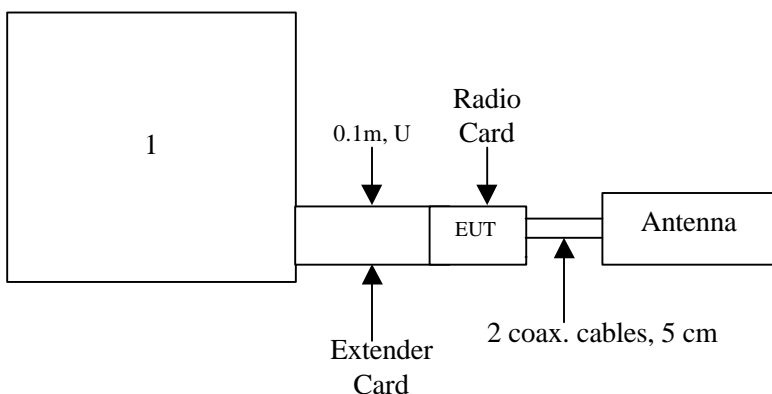 Radio
Card
0.1m, U
1
EUT
Antenna
2 coax. cables, 5 cm
Extender
Card